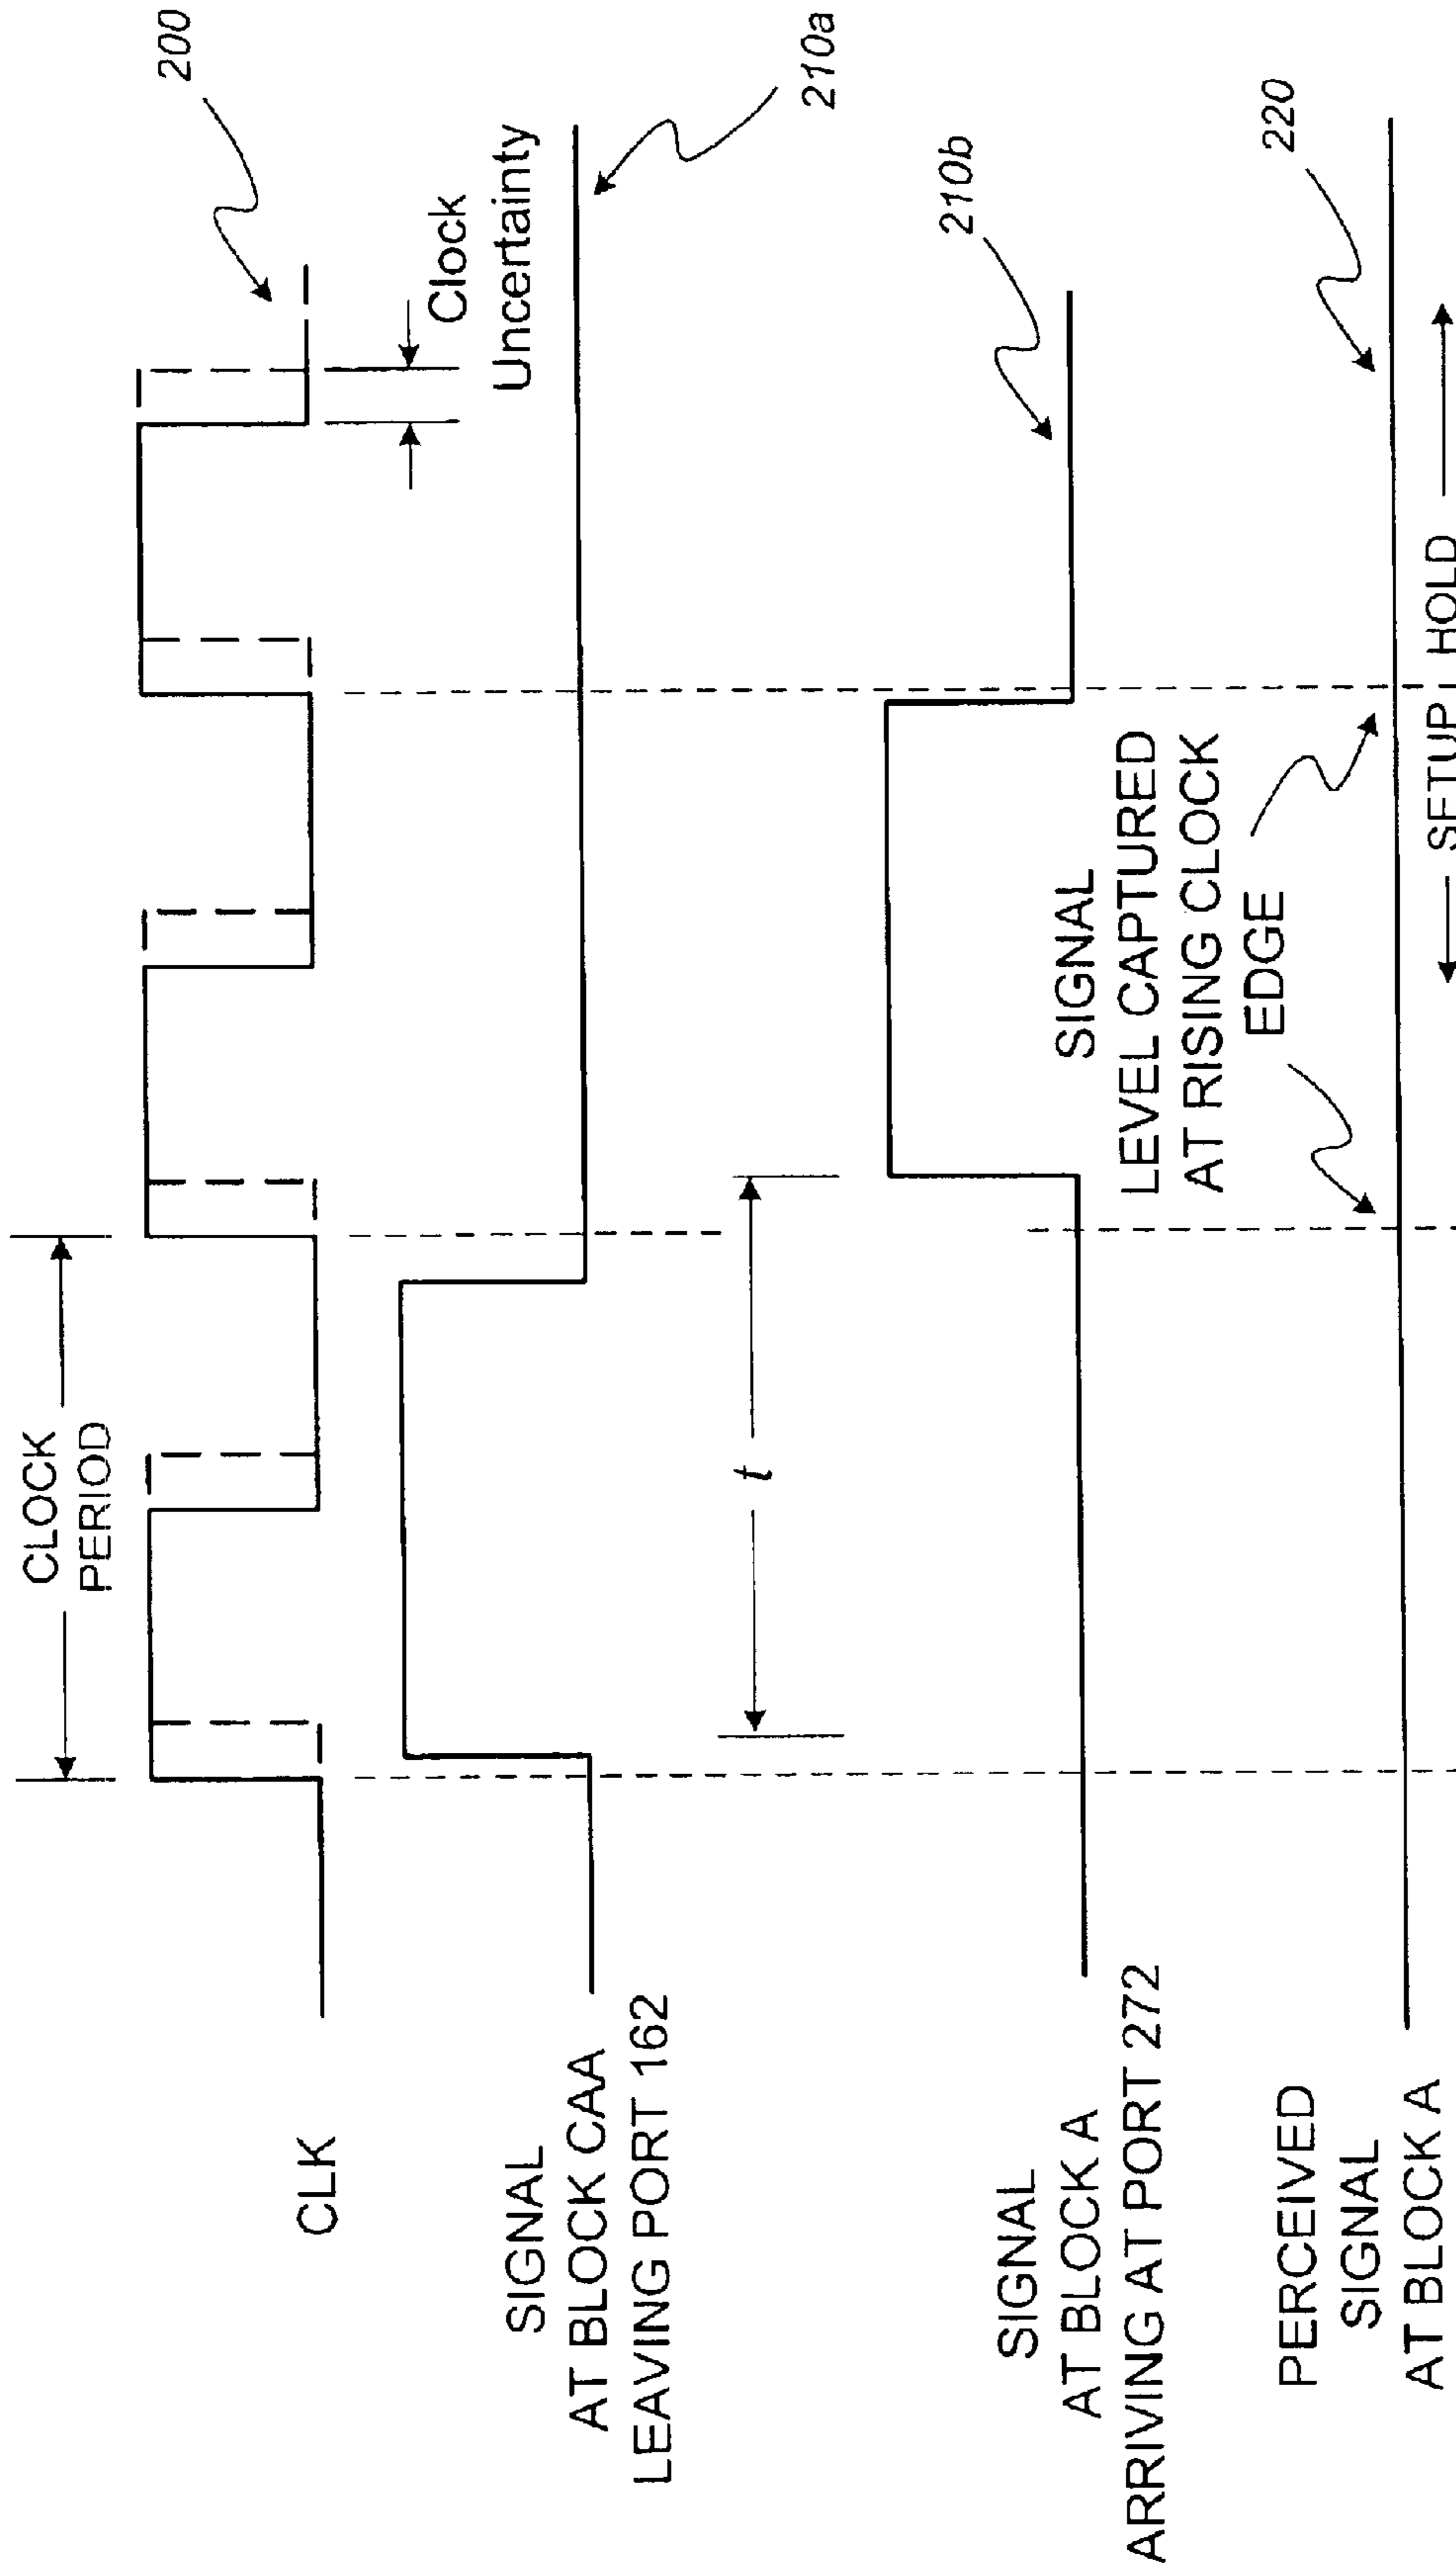 CLOCK
PERIOD
200
CLK
Clock
Uncertainty
SIGNAL
AT BLOCK CAA
LEAVING PORT 162
210a
t
SIGNAL
AT BLOCK A
ARRIVING AT PORT 272
210b
SIGNAL
LEVEL CAPTURED
AT RISING CLOCK
EDGE
220
PERCEIVED
SIGNAL
AT BLOCK A
SETUP
HOLD